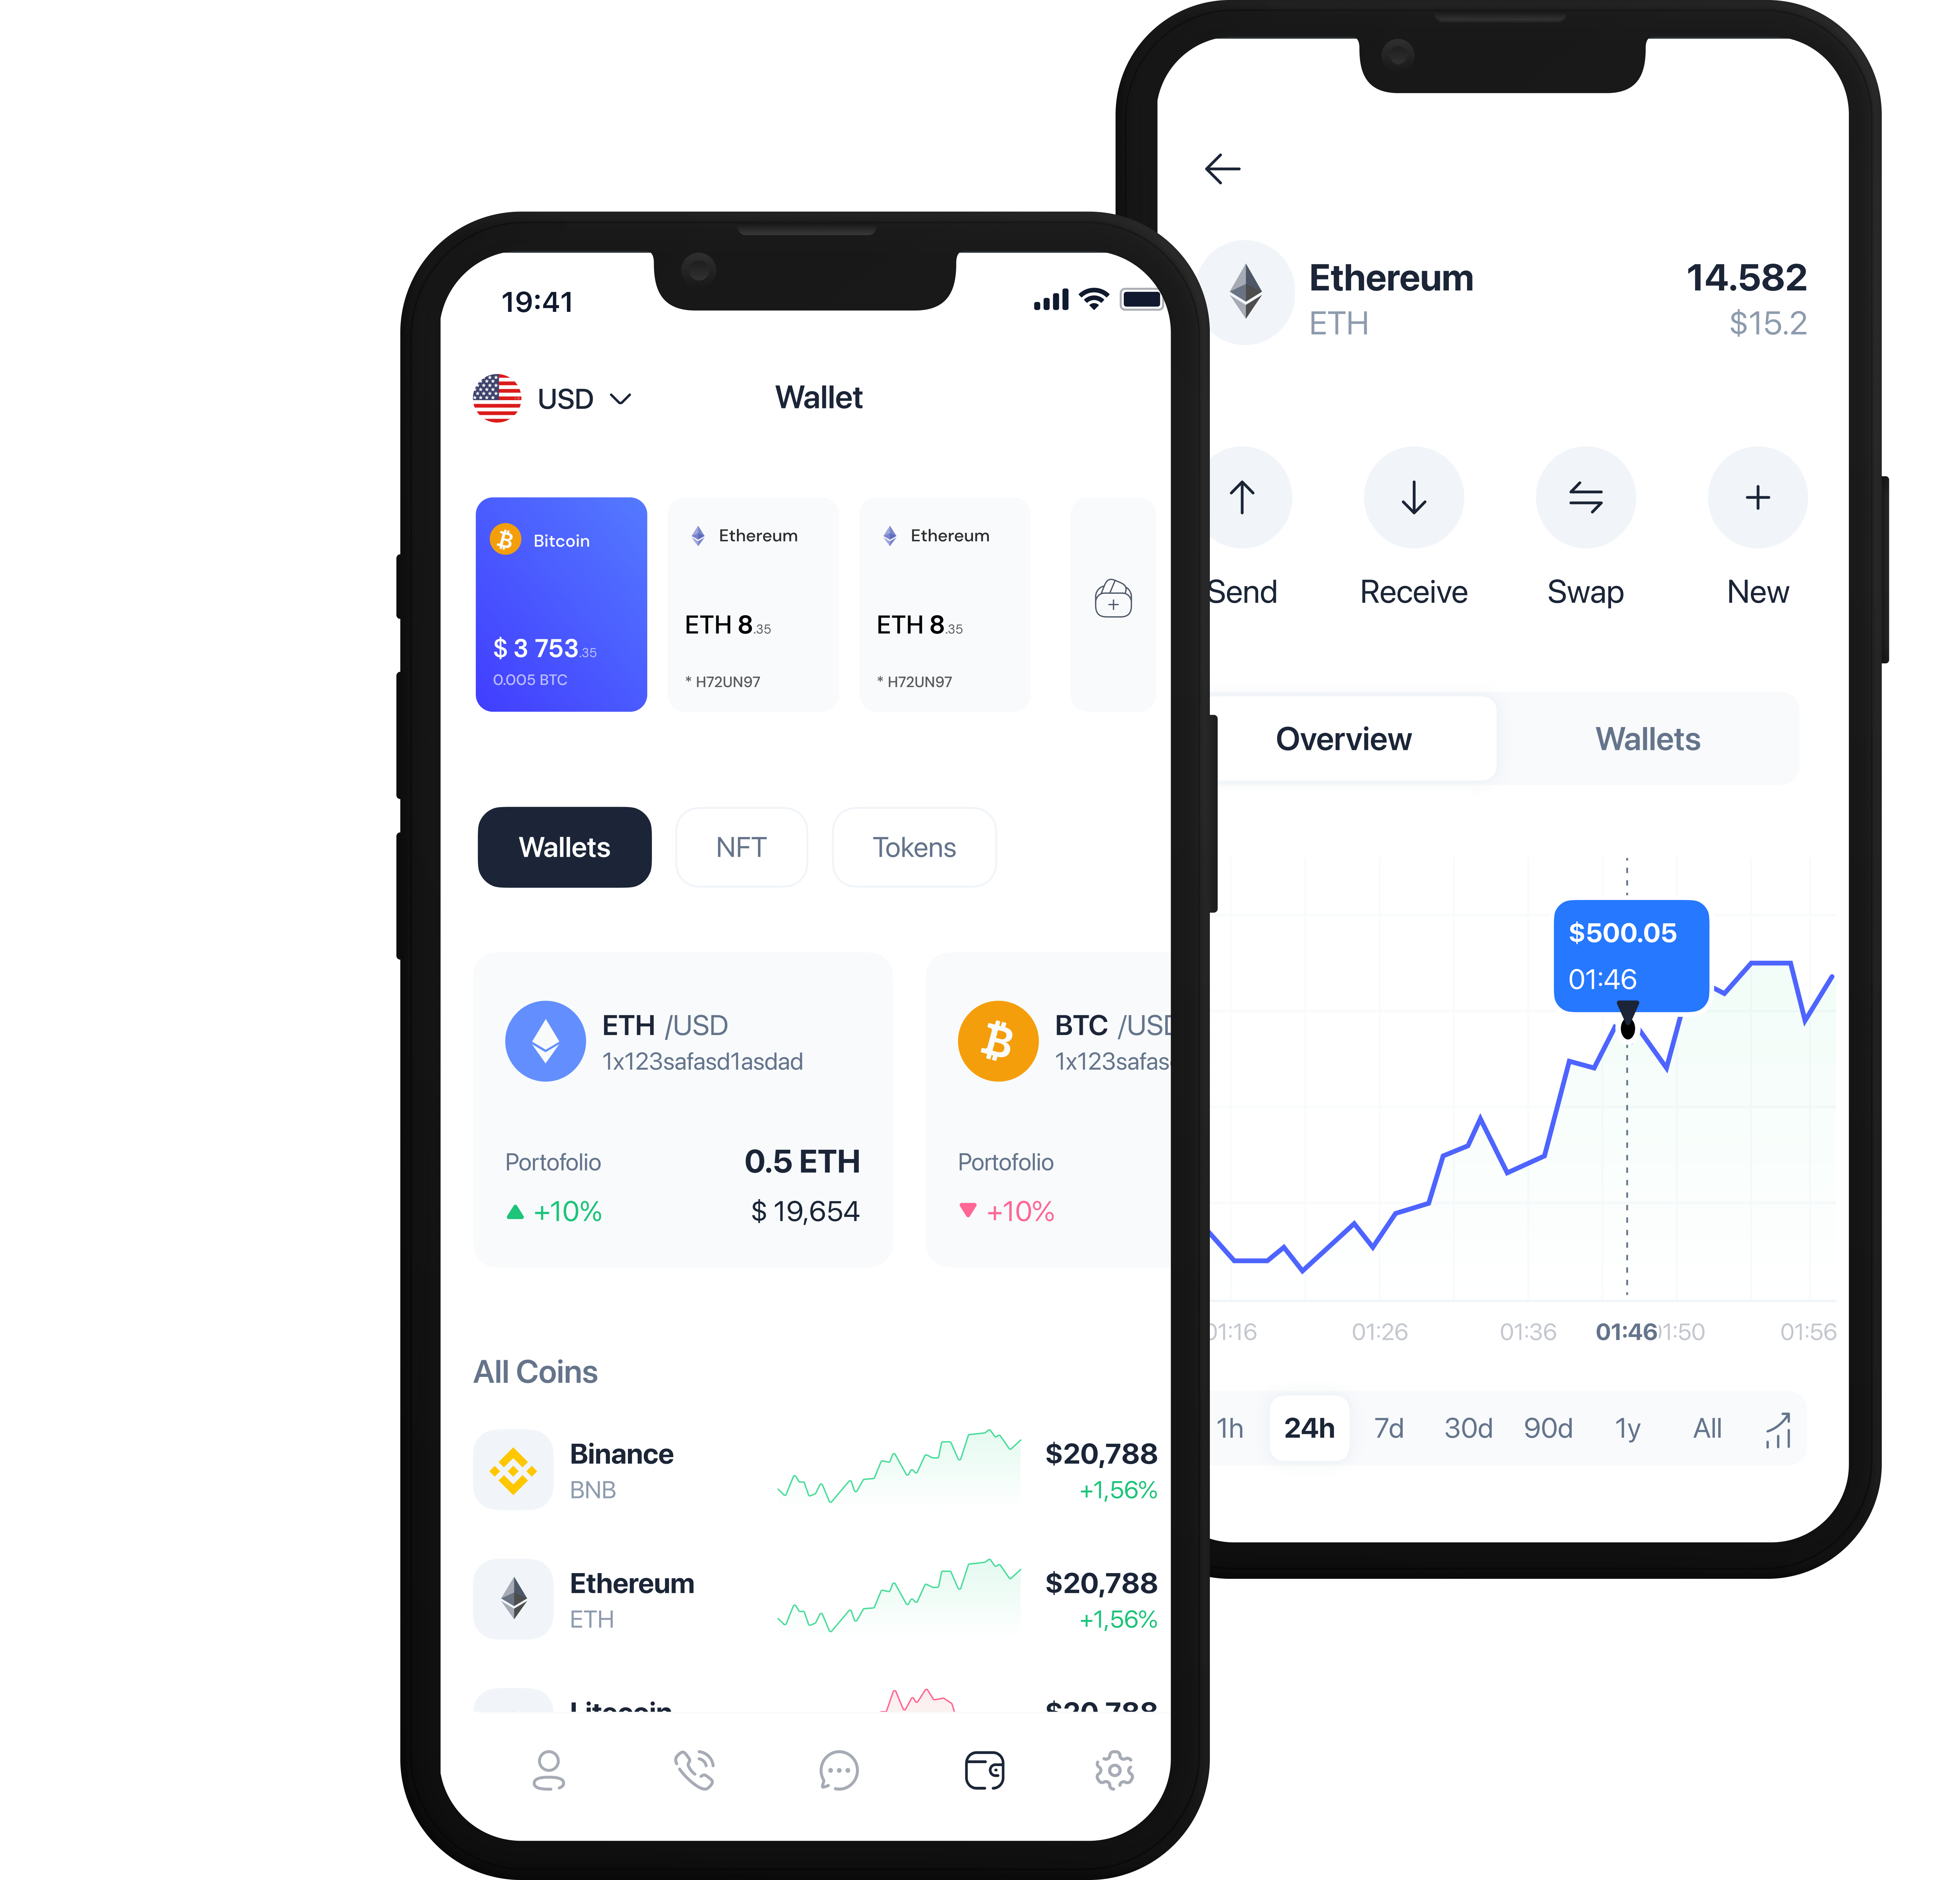 19:41
USD
Wallet
Bitcoin
$ 3 753.35
0.005 BTC
Ethereum
ETH 8.35
* H72UN97
Ethereum
ETH 8.35
* H72UN97
Wallets
NFT
Tokens
ETH /USD
1x123safasd1asdad
Portofolio
0.5 ETH
+10%
$ 19,654
BTC /USD
1x123safas
Portofolio
+10%
All Coins
Binance
BNB
$20,788
+1,56%
Ethereum
ETH
$20,788
+1,56%
Litecoin
$20,788
Ethereum
ETH
14.582
$15.2
Send
Receive
Swap
New
Overview
Wallets
$500.05
01:46
01:16
01:26
01:36
01:46
01:50
01:56
1h
24h
7d
30d
90d
1y
All